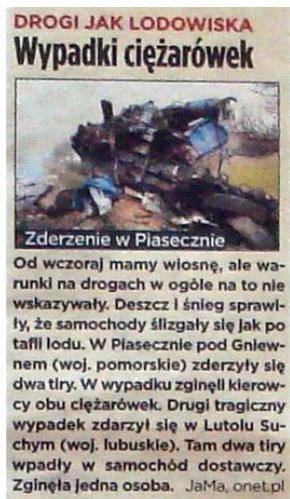 DROGI JAK LODOWISKA
Wypadki ciężarówek
Zderzenie w Piasecznie
Od wczoraj mamy wiosnę, ale wa-
runki na drogach w ogóle na to nie
wskazywały. Deszcz i śnieg sprawi-
ły, że samochody ślizgały się jak po
tafli lodu. W Piasecznie pod Gniew-
nem (woj. pomorskie) zderzyły się
dwa tiry. W wypadku zginęli kierow-
cy obu ciężarówek. Drugi tragiczny
wypadek zdarzył się w Lutolu Su-
chym (woj. lubuskie). Tam dwa tiry
wpadły w samochód dostawczy.
Zginęła jedna osoba. JaMa, onet.pl